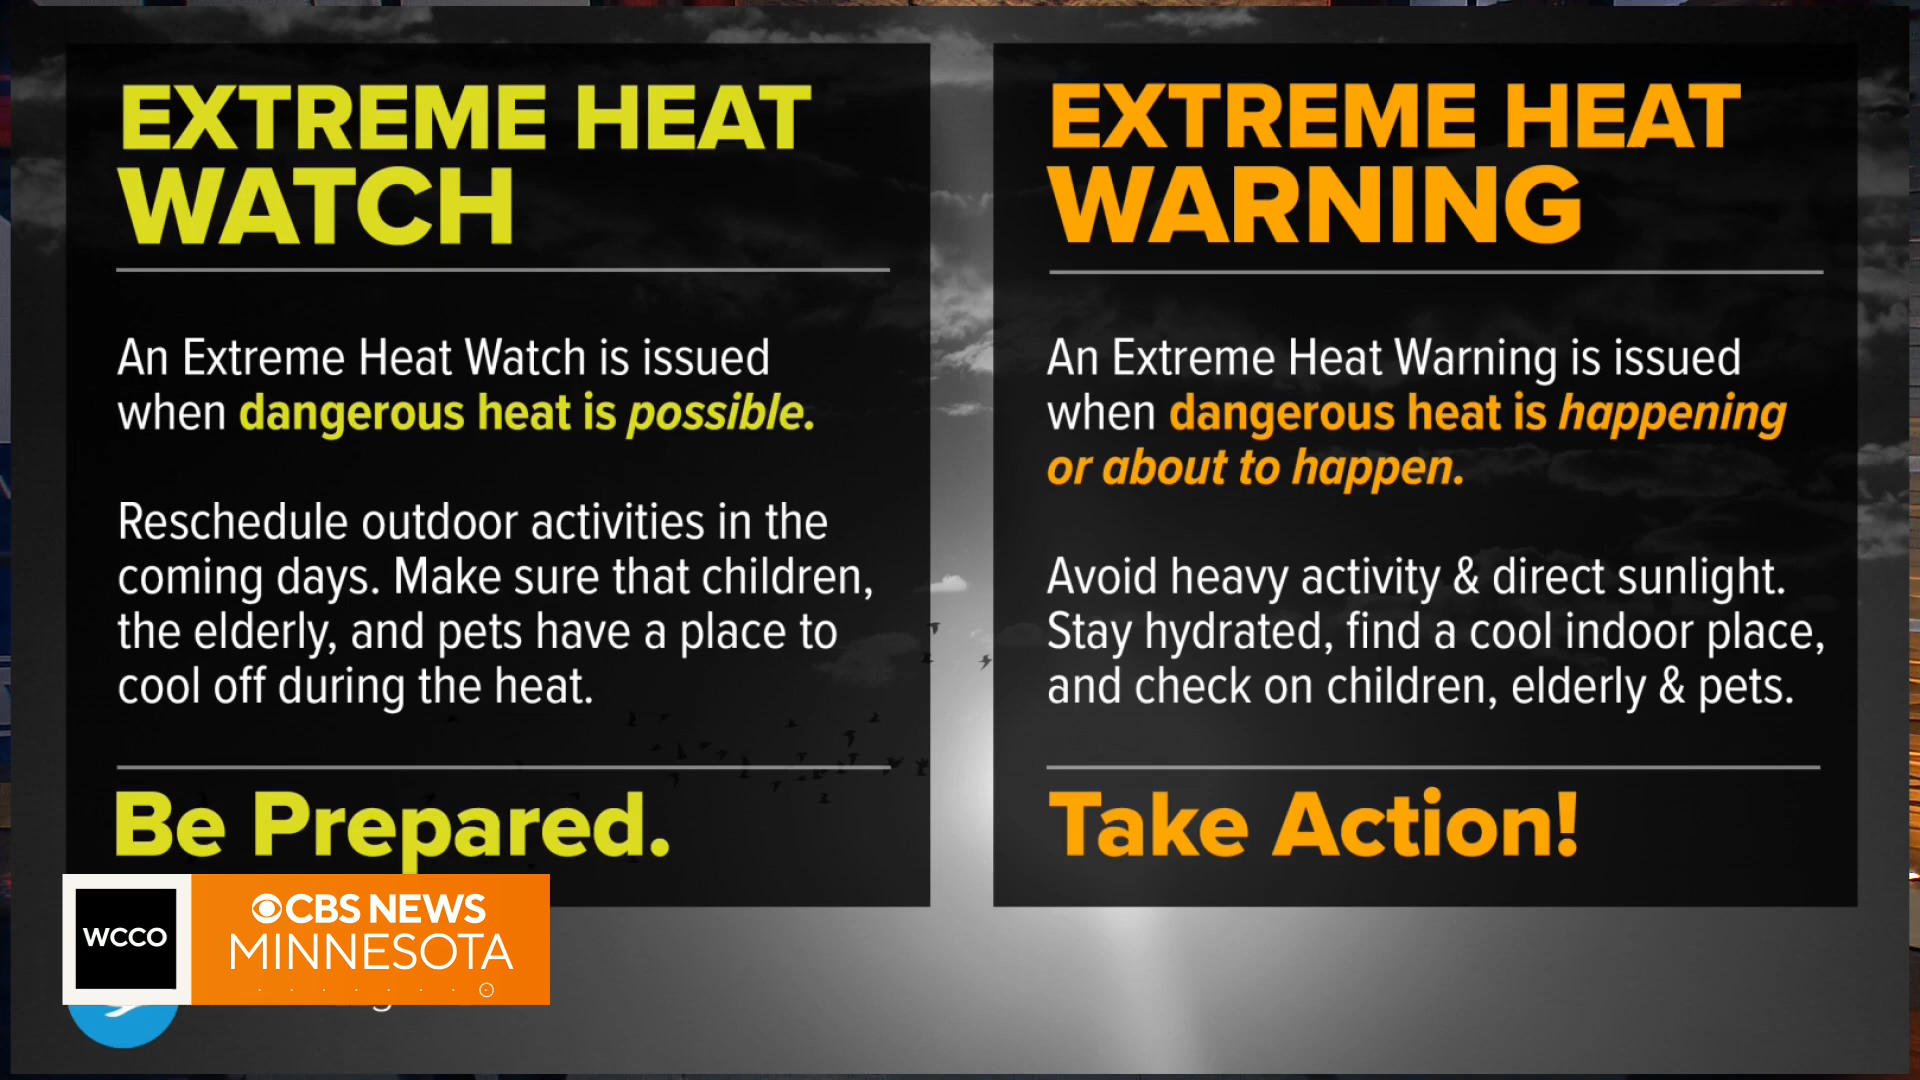 EXTREME HEAT
WATCH
An Extreme Heat Watch is issued
when dangerous heat is possible.
Reschedule outdoor activities in the
coming days. Make sure that children,
the elderly, and pets have a place to
cool off during the heat.
Be Prepared.
EXTREME HEAT
WARNING
An Extreme Heat Warning is issued
when dangerous heat is happening
or about to happen.
Avoid heavy activity & direct sunlight.
Stay hydrated, find a cool indoor place,
and check on children, elderly & pets.
Take Action!
WCCO
CBS NEWS
MINNESOTA